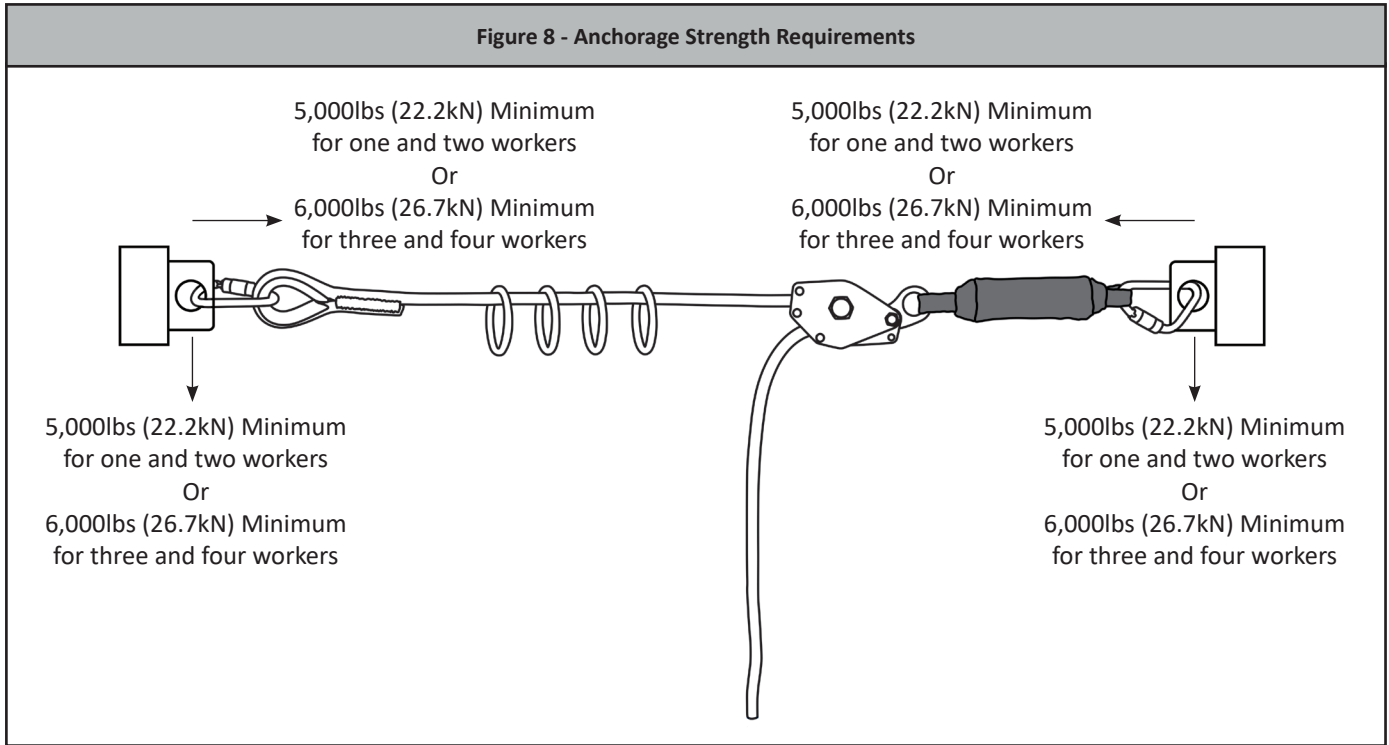 Figure 8 - Anchorage Strength Requirements
5,000lbs (22.2kN) Minimum
for one and two workers
Or
6,000lbs (26.7kN) Minimum
for three and four workers
5,000lbs (22.2kN) Minimum
for one and two workers
Or
6,000lbs (26.7kN) Minimum
for three and four workers
5,000lbs (22.2kN) Minimum
for one and two workers
Or
6,000lbs (26.7kN) Minimum
for three and four workers
5,000lbs (22.2kN) Minimum
for one and two workers
Or
6,000lbs (26.7kN) Minimum
for three and four workers